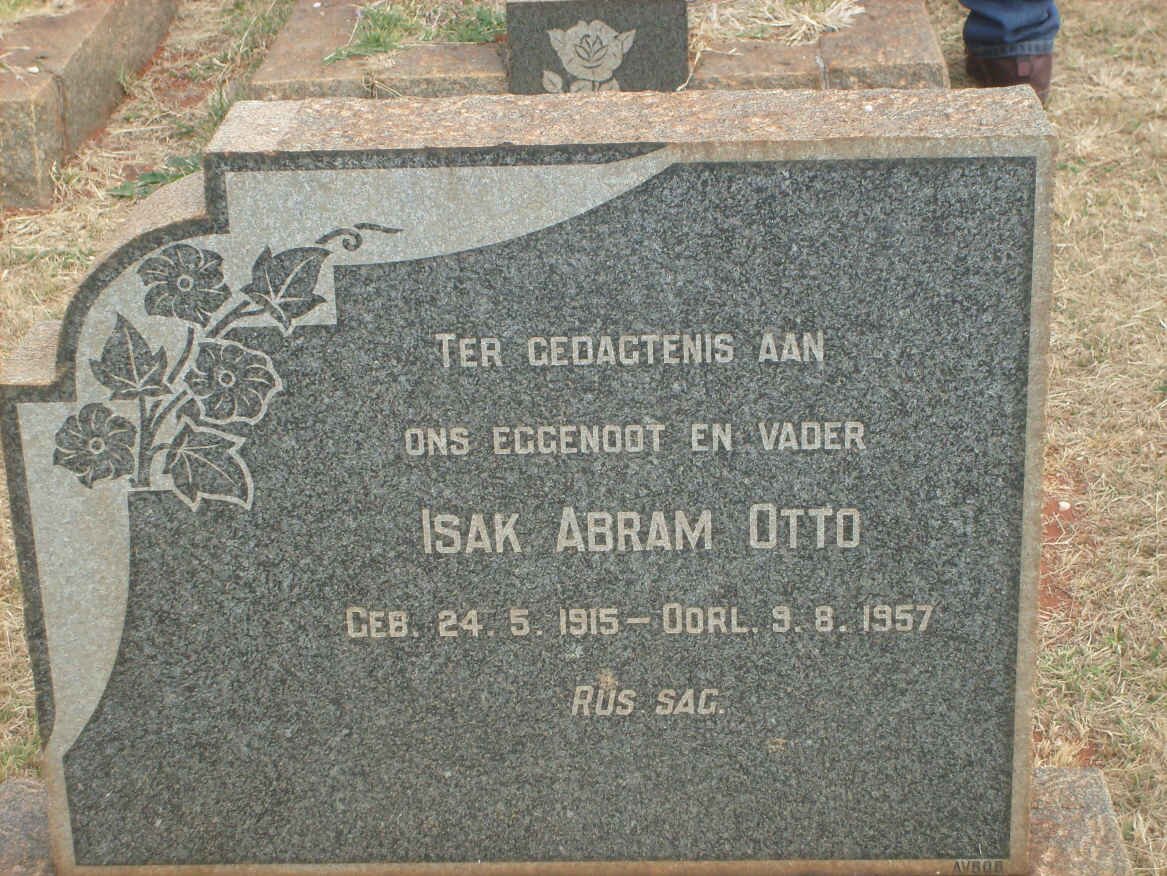 TER GEDAGTENIS AAN
ONS EGGENOOT EN VADER
ISAK ABRAM OTTO
GEB. 24. 5. 1915 – OORL. 9. 8. 1957
RUS SAG.
AVBOB